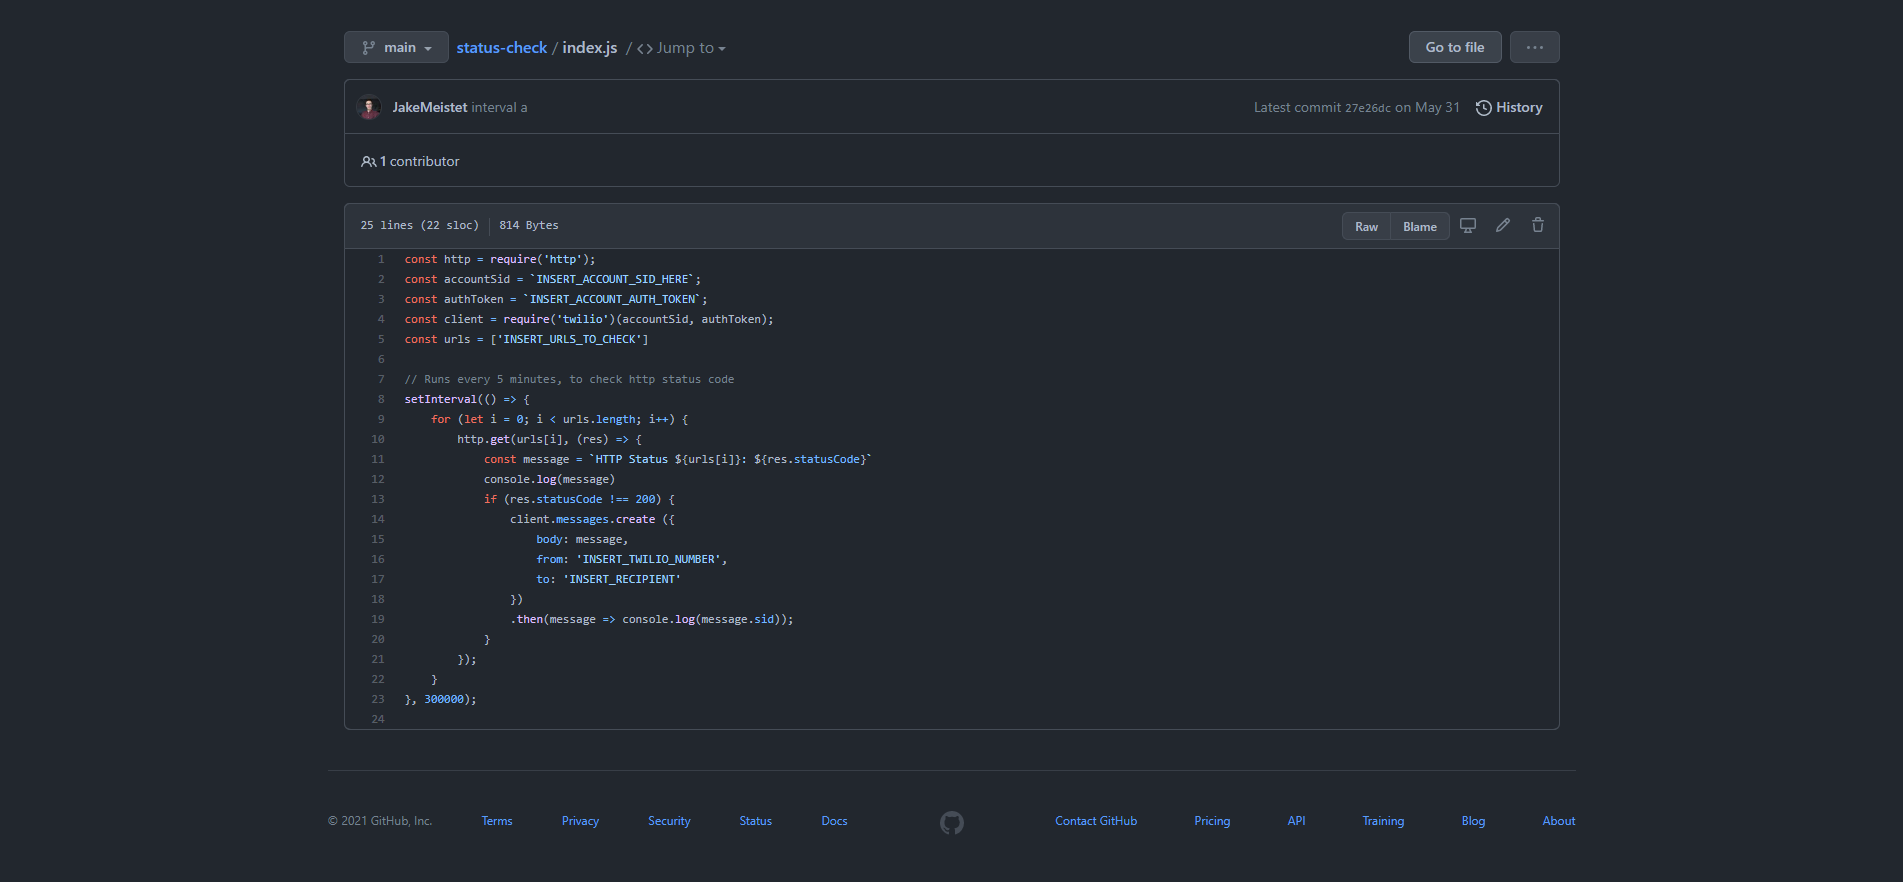 main status-check / index.js / <> Jump to
Go to file ...
JakeMeistet interval a
Latest commit 27e26dc on May 31 History
1 contributor
25 lines (22 sloc) 814 Bytes
Raw Blame
1 const http = require('http');
2 const accountSid = `INSERT_ACCOUNT_SID_HERE`;
3 const authToken = `INSERT_ACCOUNT_AUTH_TOKEN`;
4 const client = require('twilio')(accountSid, authToken);
5 const urls = ['INSERT_URLS_TO_CHECK']
6
7 // Runs every 5 minutes, to check http status code
8 setInterval(() => {
9     for (let i = 0; i < urls.length; i++) {
10         http.get(urls[i], (res) => {
11             const message = `HTTP Status ${urls[i]}: ${res.statusCode}`
12             console.log(message)
13             if (res.statusCode !== 200) {
14                 client.messages.create ({
15                     body: message,
16                     from: 'INSERT_TWILIO_NUMBER',
17                     to: 'INSERT_RECIPIENT'
18                 })
19                 .then(message => console.log(message.sid));
20             }
21         });
22     }
23 }, 300000);
24
© 2021 GitHub, Inc. Terms Privacy Security Status Docs Contact GitHub Pricing API Training Blog About